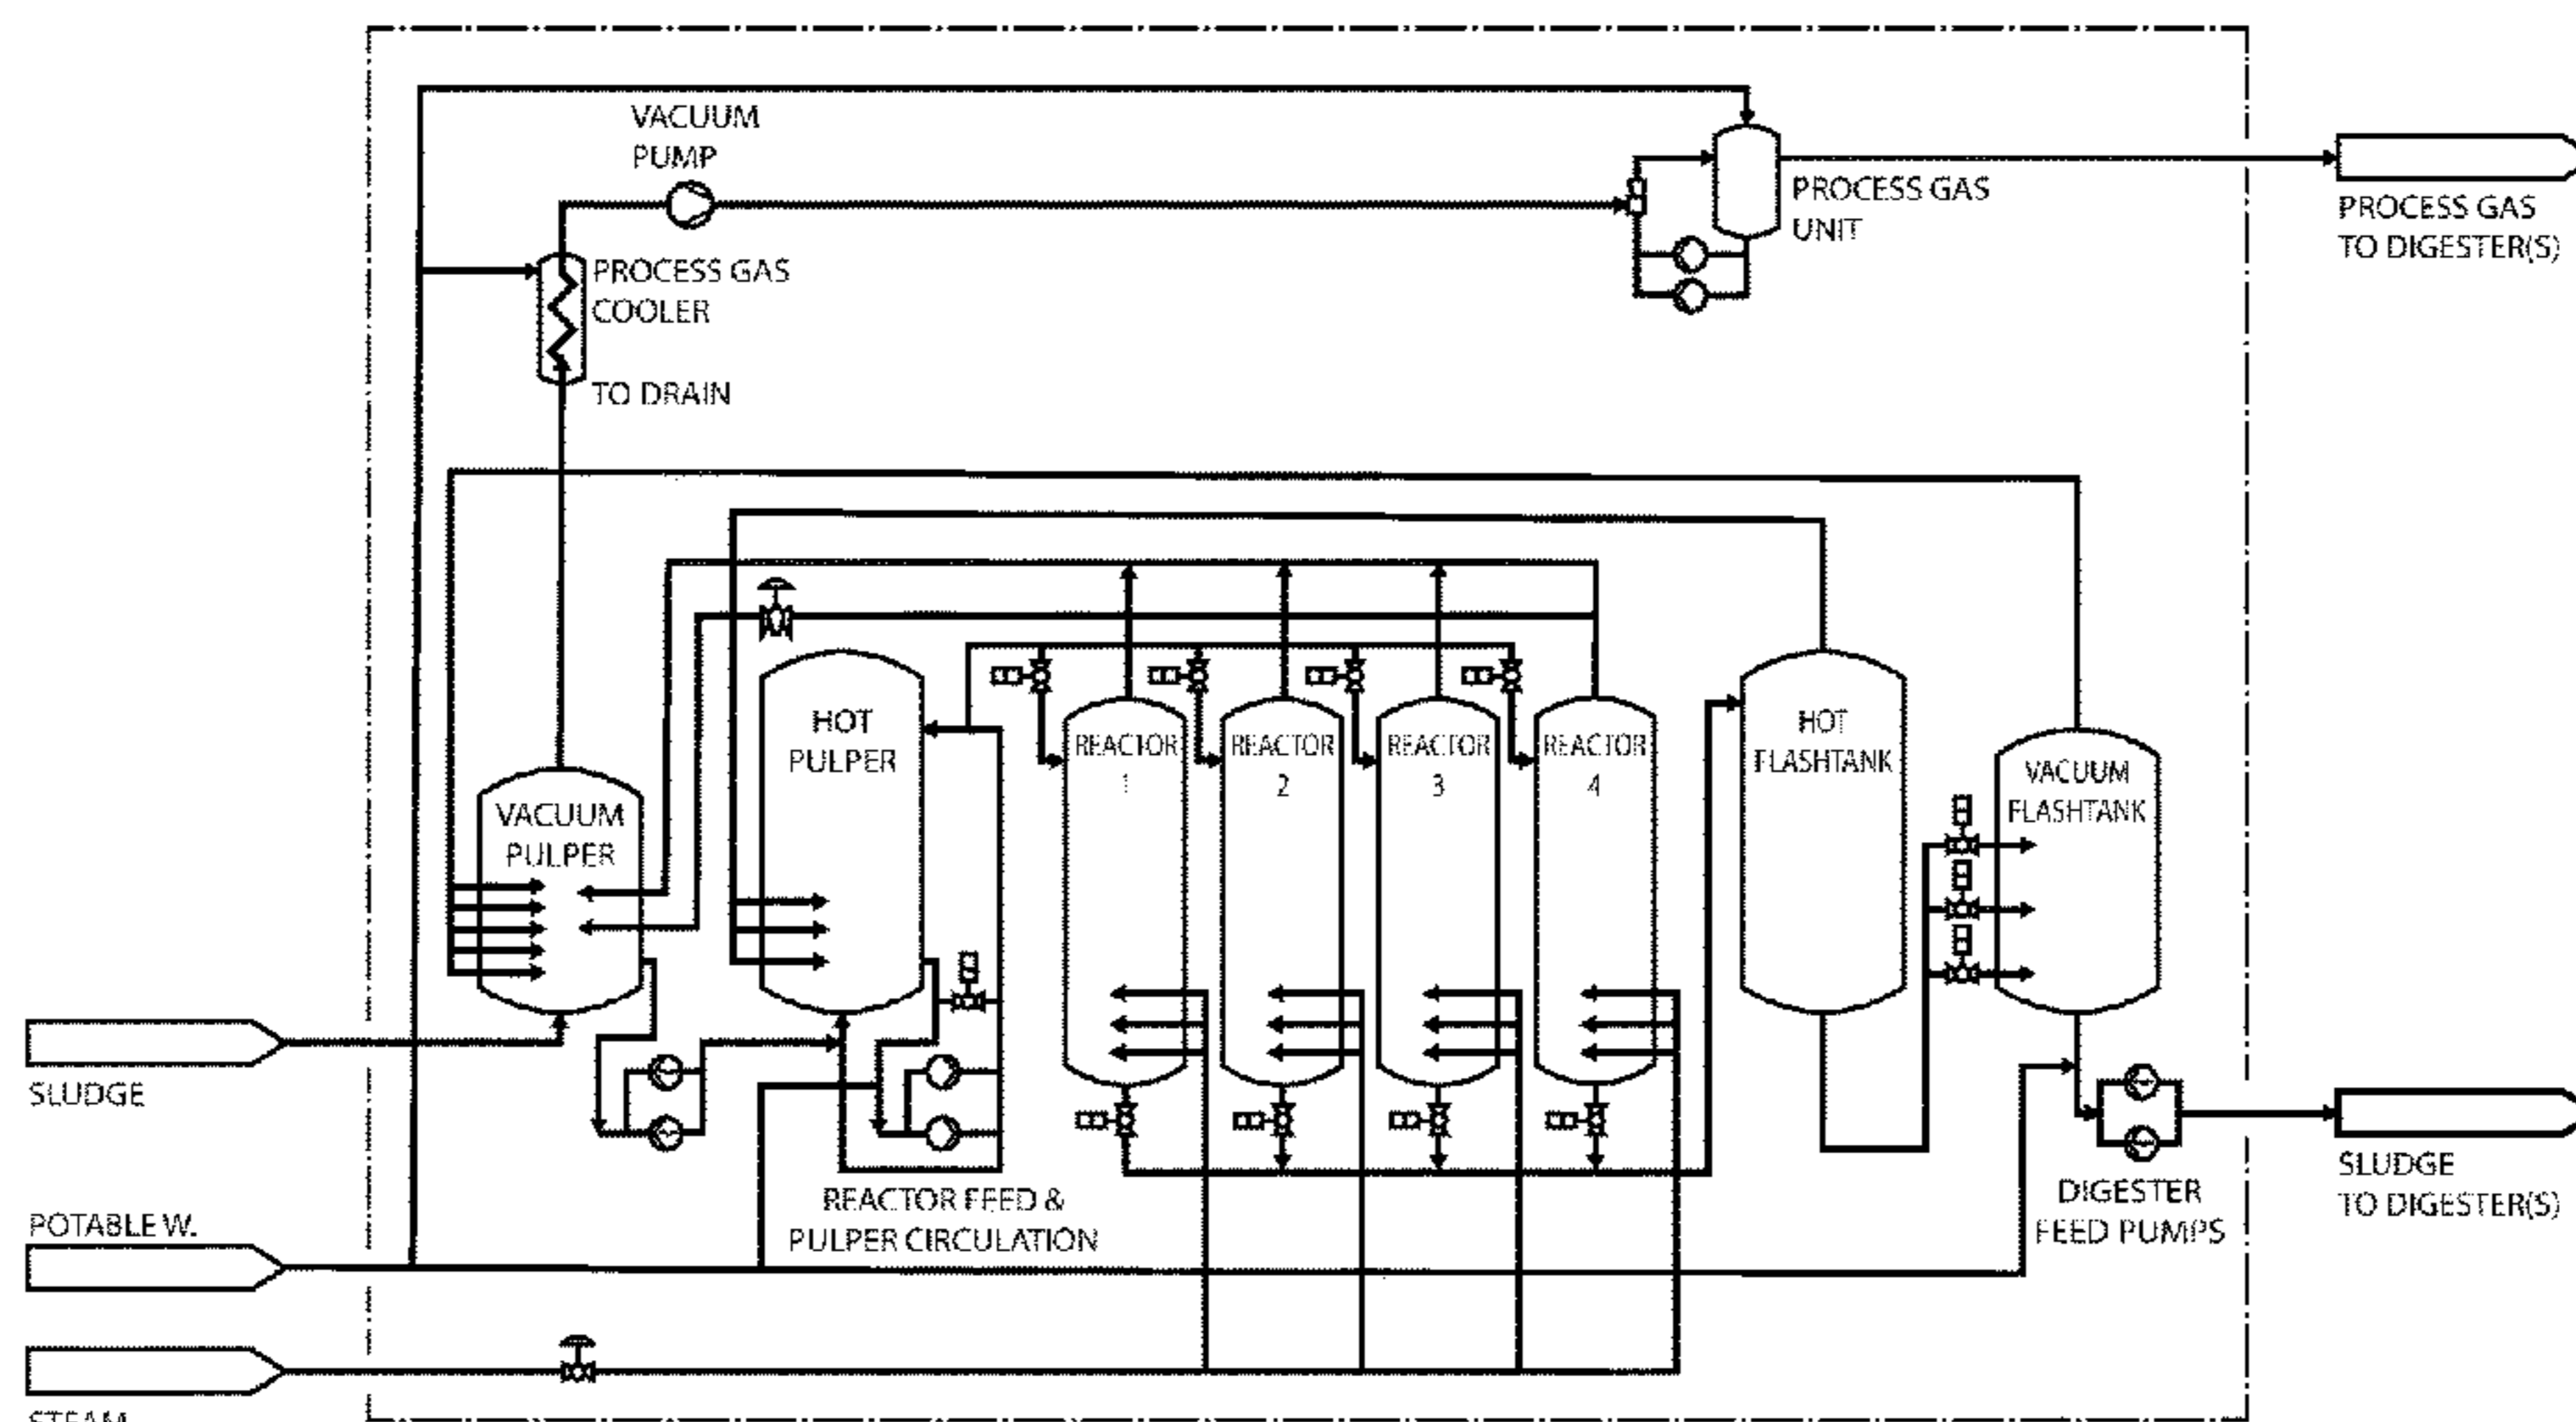 VACUUM
PUMP
PROCESS GAS
UNIT
PROCESS GAS
TO DIGESTER(S)
PROCESS GAS
COOLER
TO DRAIN
HOT
PULPER
REACTOR
1
REACTOR
2
REACTOR
3
REACTOR
4
HOT
FLASHTANK
VACUUM
FLASHTANK
VACUUM
PULPER
SLUDGE
REACTOR FEED &
PULPER CIRCULATION
DIGESTER
FEED PUMPS
SLUDGE
TO DIGESTER(S)
POTABLE W.
STEAM